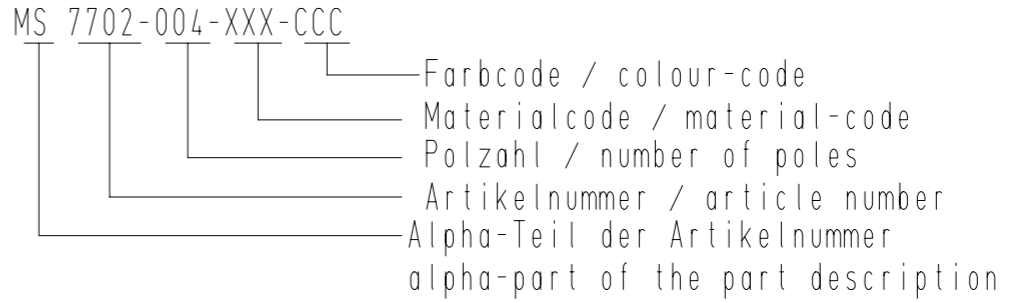 MS 7702-004-XXX-CCC
Farbcode / colour-code
Materialcode / material-code
Polzahl / number of poles
Artikelnummer / article number
Alpha-Teil der Artikelnummer
alpha-part of the part description